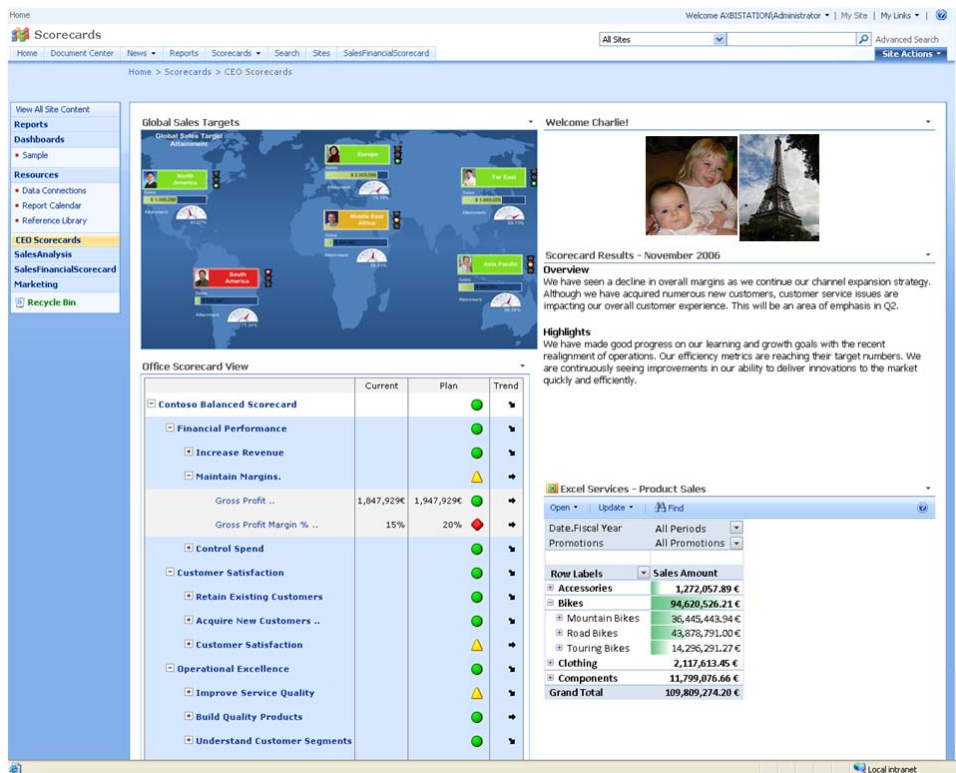 Home
Welcome AXBISTATION\Administrator | My Site | My Links |
Scorecards
All Sites
Advanced Search
Home Document Center News Reports Scorecards Search Sites SalesFinancialScorecard
Site Actions
Home > Scorecards > CEO Scorecards
View All Site Content
Reports
Dashboards
Sample
Resources
Data Connections
Report Calendar
Reference Library
CEO Scorecards
SalesAnalysis
SalesFinancialScorecard
Marketing
Recycle Bin
Global Sales Targets
Global Sales Target
Attainment
North
America
Sales
Attainment
Europe
Sales
Attainment
Far East
Sales
Attainment
Middle East
Africa
Sales
Attainment
South
America
Sales
Attainment
Asia Pacific
Sales
Attainment
Office Scorecard View
Current Plan Trend
Contoso Balanced Scorecard
Financial Performance
Increase Revenue
Maintain Margins.
Gross Profit .. 1,847,929€ 1,947,929€
Gross Profit Margin % .. 15% 20%
Control Spend
Customer Satisfaction
Retain Existing Customers
Acquire New Customers ..
Customer Satisfaction
Operational Excellence
Improve Service Quality
Build Quality Products
Understand Customer Segments
Welcome Charlie!
Scorecard Results - November 2006
Overview
We have seen a decline in overall margins as we continue our channel expansion strategy.
Although we have acquired numerous new customers, customer service issues are
impacting our overall customer experience. This will be an area of emphasis in Q2.
Highlights
We have made good progress on our learning and growth goals with the recent
realignment of operations. Our efficiency metrics are reaching their target numbers. We
are continuously seeing improvements in our ability to deliver innovations to the market
quickly and efficiently.
Excel Services - Product Sales
Open Update Find
Date.Fiscal Year All Periods
Promotions All Promotions
Row Labels Sales Amount
Accessories 1,272,057.89 €
Bikes 94,620,526.21 €
Mountain Bikes 36,445,443.94 €
Road Bikes 43,878,791.00 €
Touring Bikes 14,296,291.27 €
Clothing 2,117,613.45 €
Components 11,799,076.66 €
Grand Total 109,809,274.20 €
Local intranet